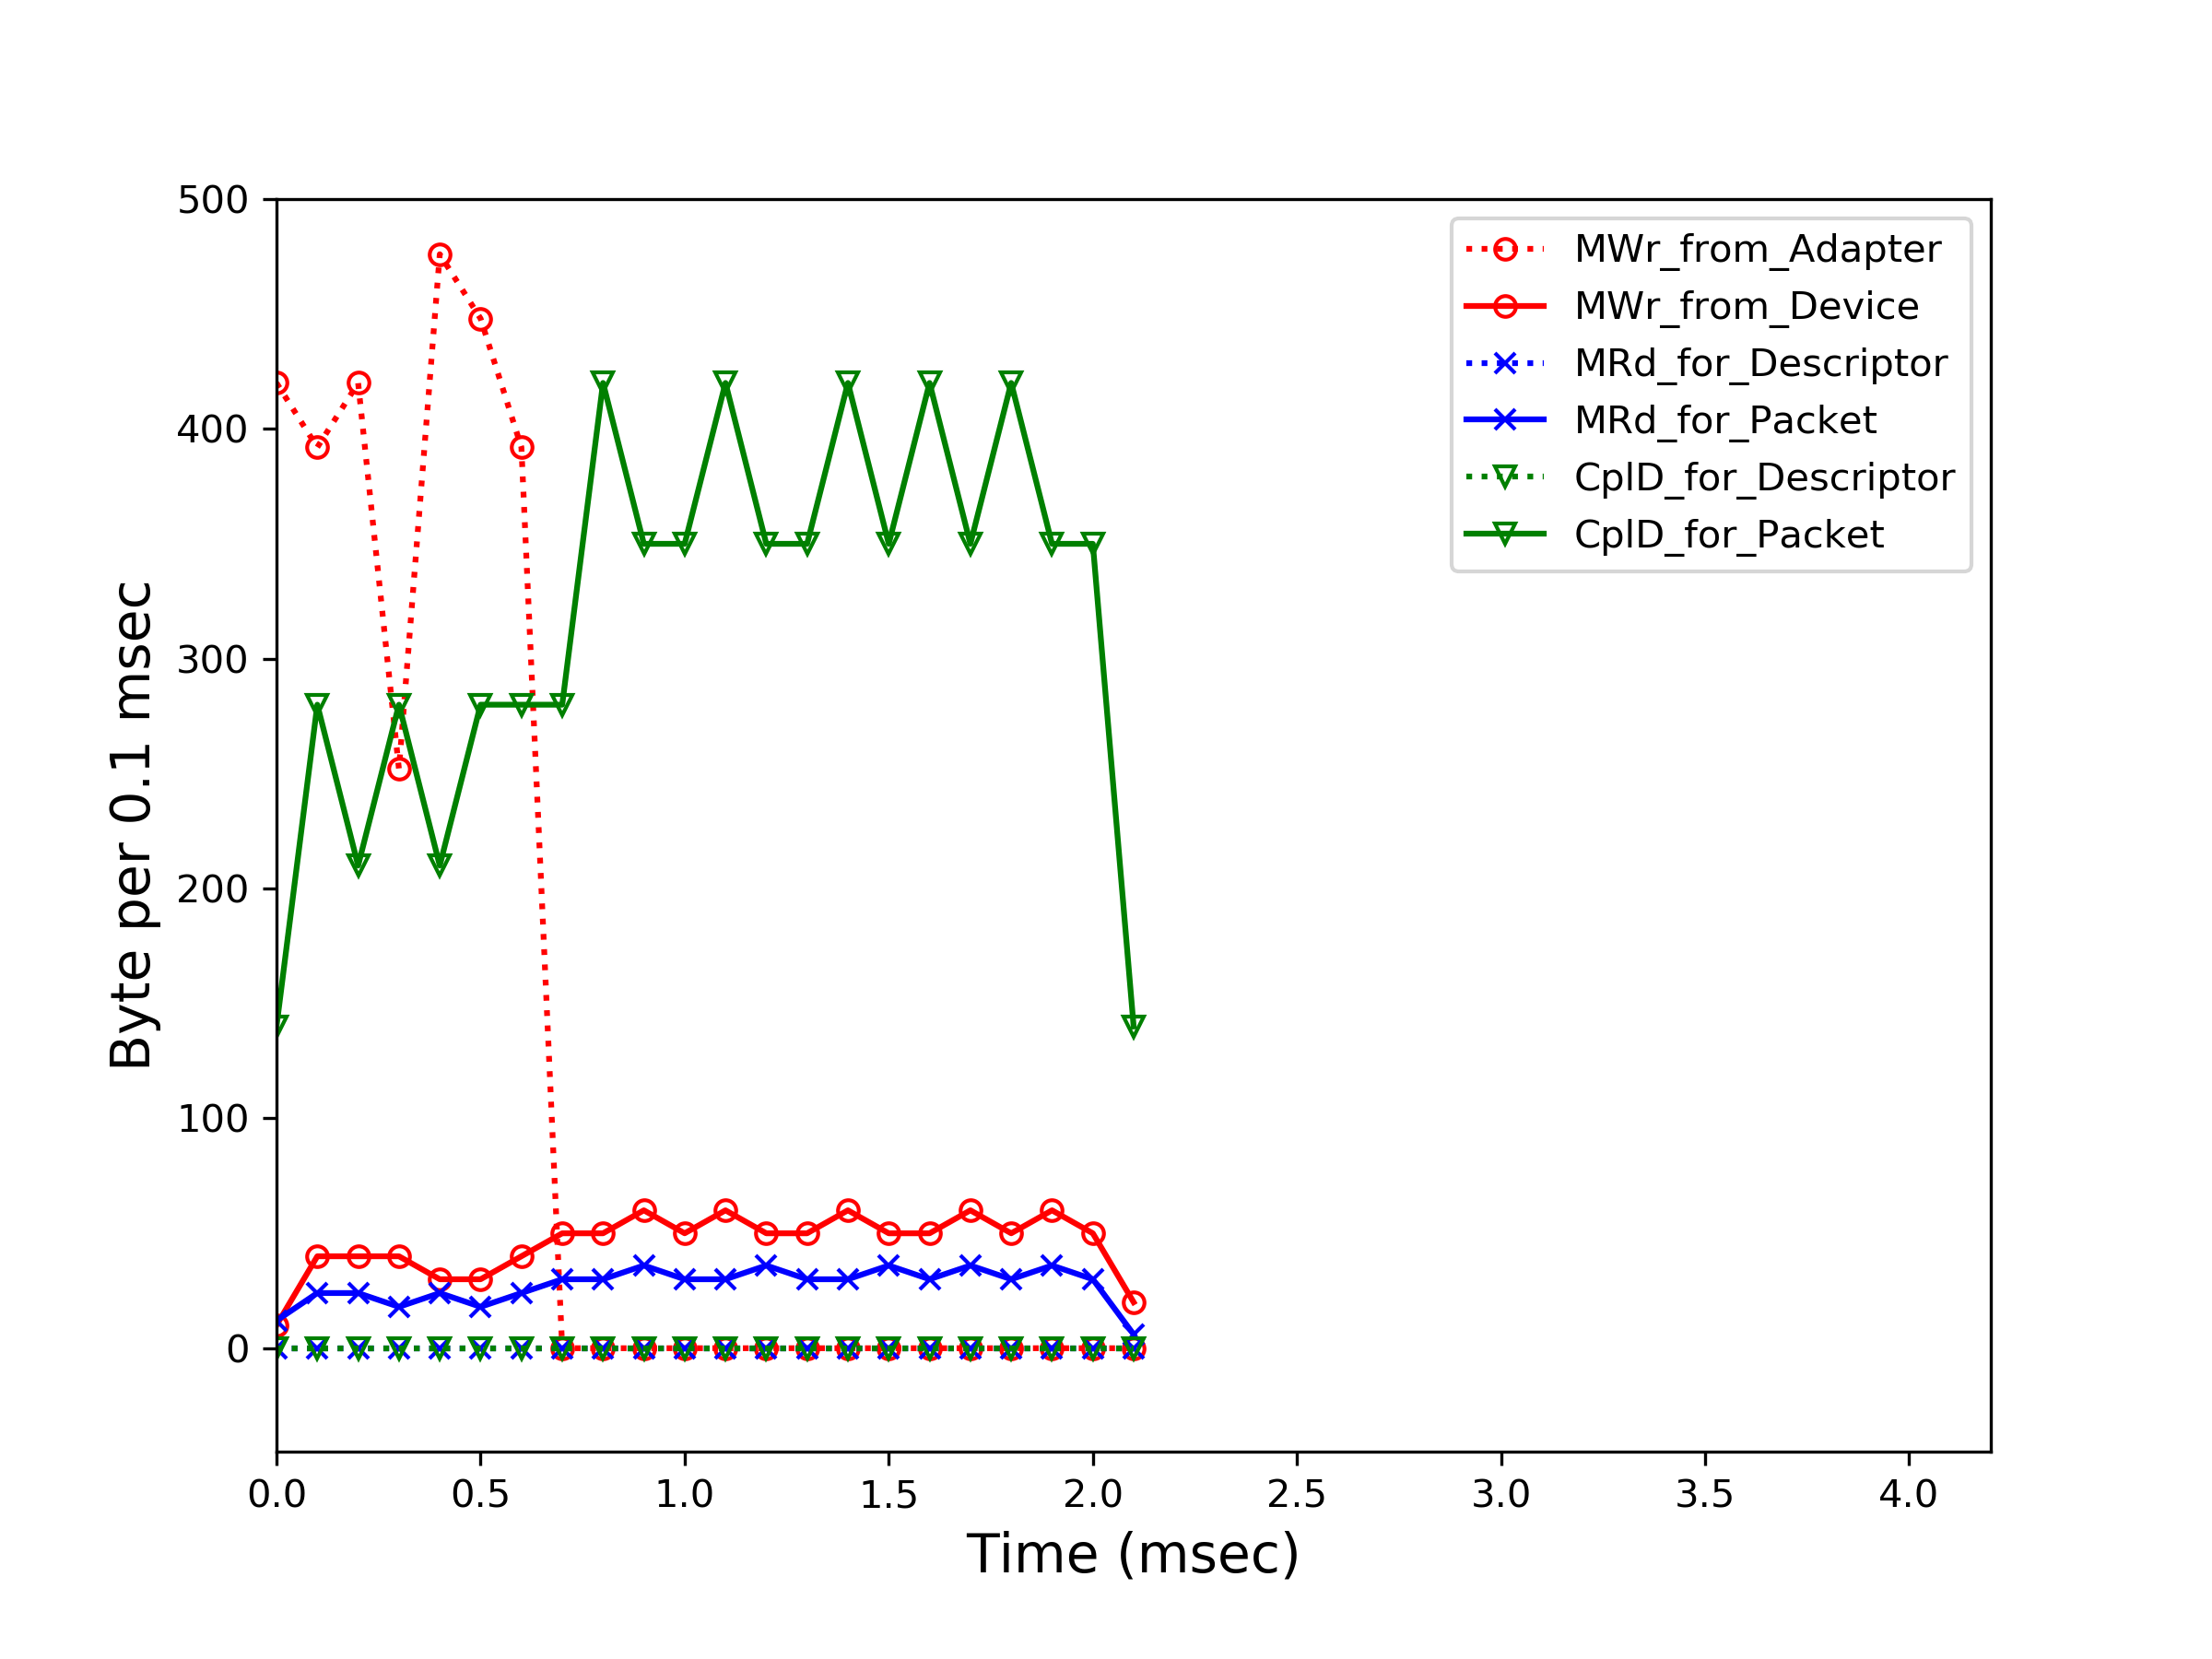 Byte per 0.1 msec
500
400
300
200
100
0
0.0 0.5 1.0 1.5 2.0 2.5 3.0 3.5 4.0
Time (msec)
MWr_from_Adapter
MWr_from_Device
MRd_for_Descriptor
MRd_for_Packet
CplD_for_Descriptor
CplD_for_Packet